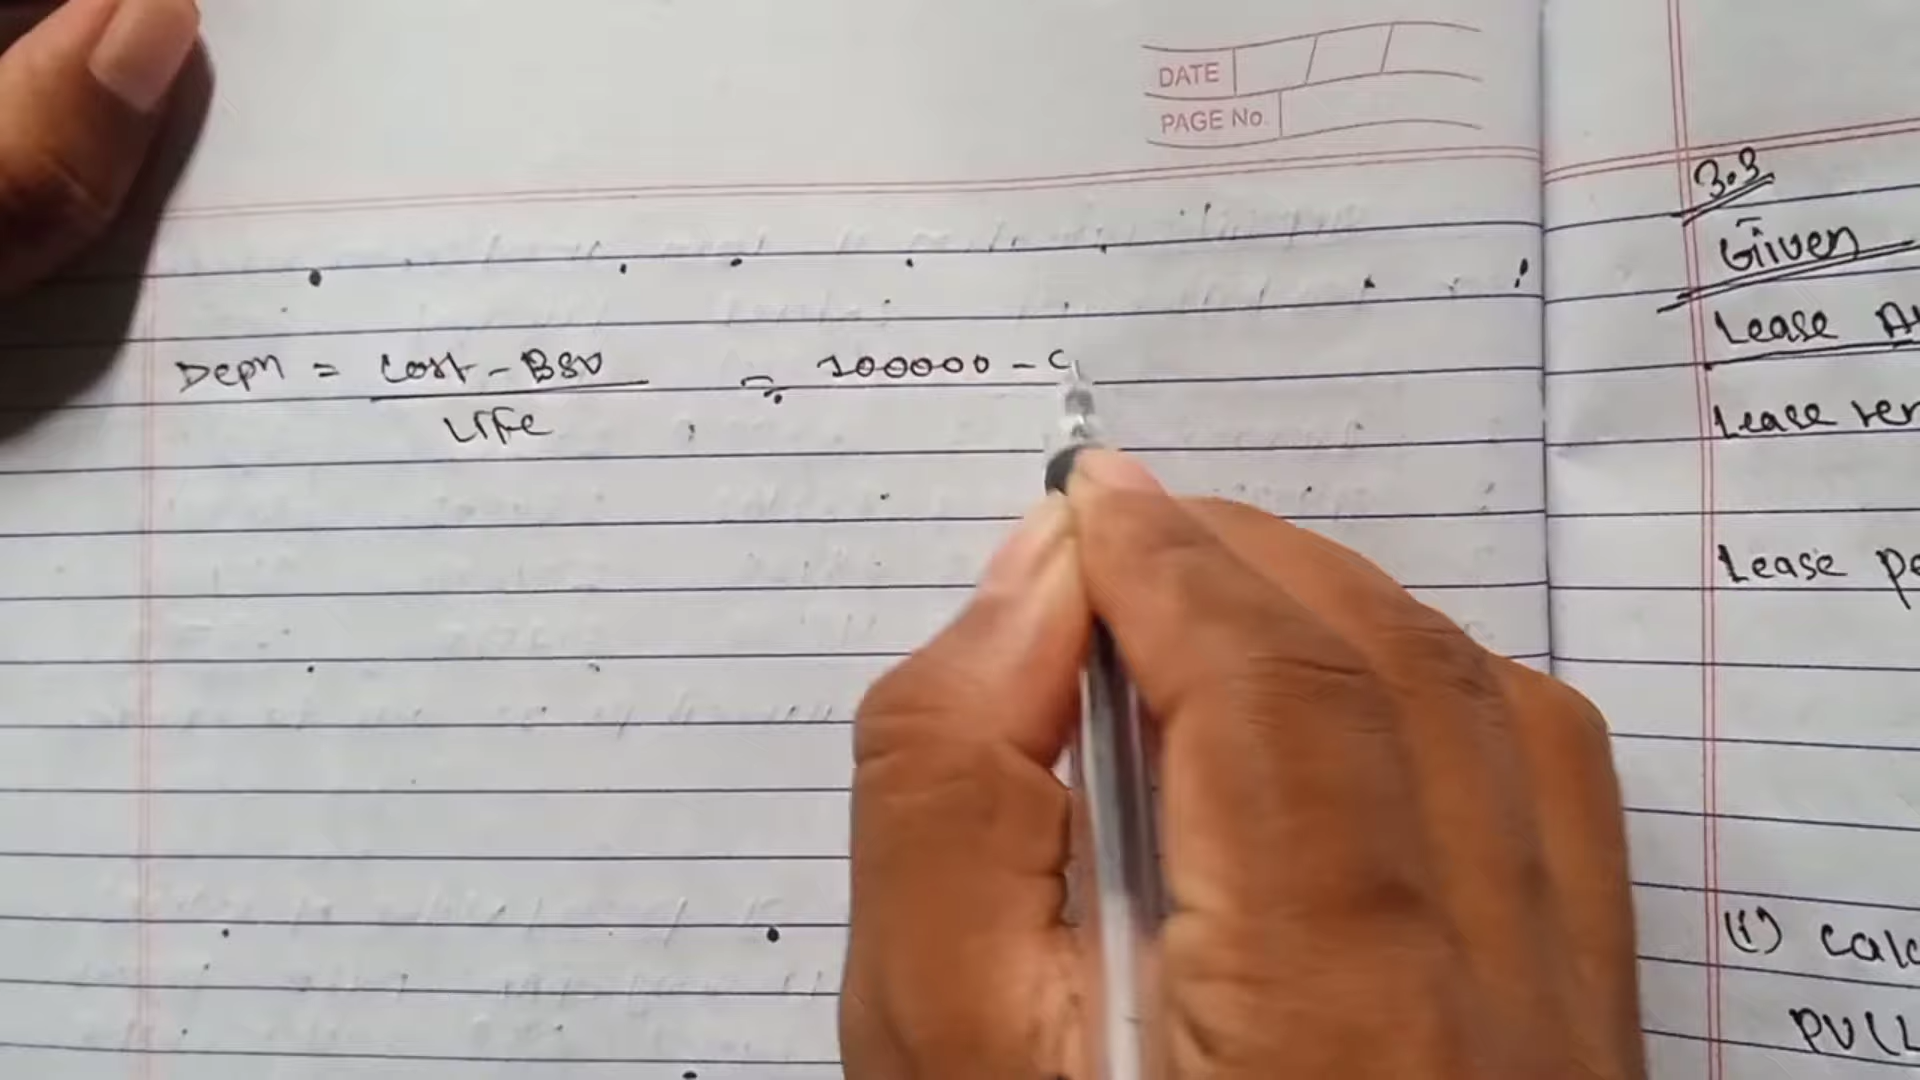 DATE
PAGE No.
Depn = Cost - BSV = 100000 -
Life
3.3
Given
Lease
Lease
Lease
(i)